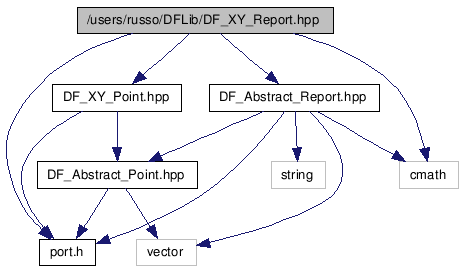 /users/russo/DFLib/DF_XY_Report.hpp
DF_XY_Point.hpp
DF_Abstract_Report.hpp
DF_Abstract_Point.hpp
string
cmath
port.h
vector